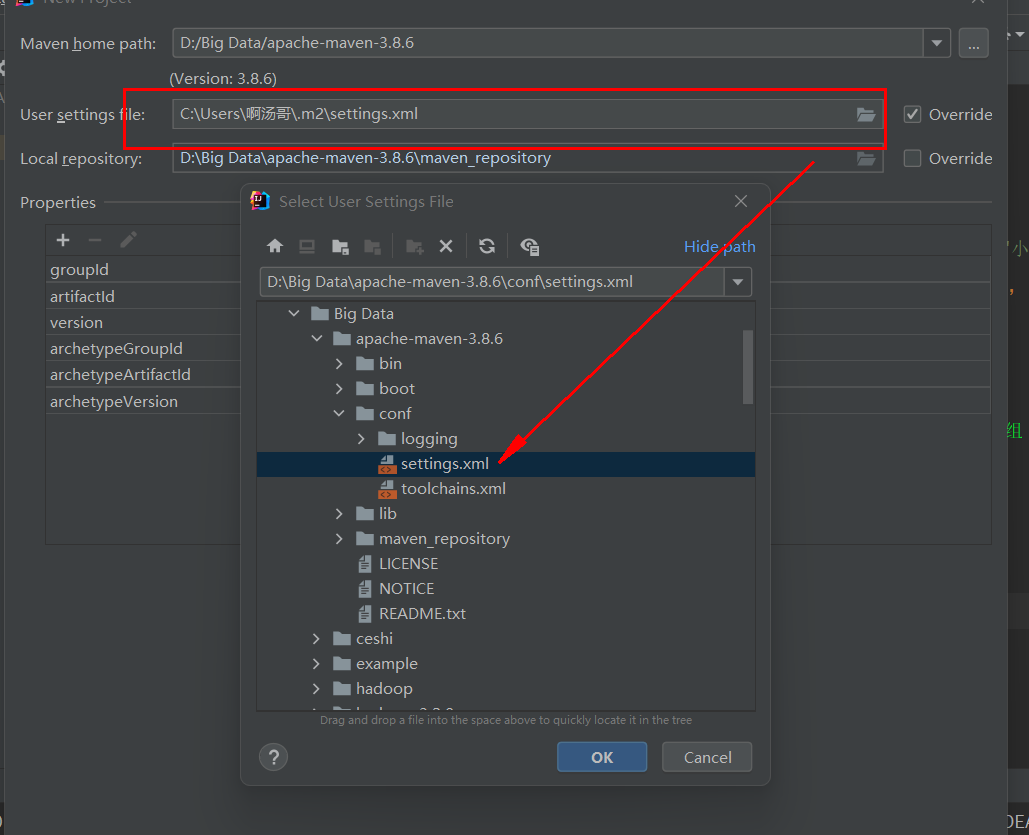 New Project
Maven home path: D:/Big Data/apache-maven-3.8.6 ...
(Version: 3.8.6)
User settings file: C:\Users\啊汤哥\.m2\settings.xml Override
Local repository: D:\Big Data\apache-maven-3.8.6\maven_repository Override
Properties
groupId
artifactId
version
archetypeGroupId
archetypeArtifactId
archetypeVersion
Select User Settings File
Hide path
D:\Big Data\apache-maven-3.8.6\conf\settings.xml
Big Data
apache-maven-3.8.6
bin
boot
conf
logging
settings.xml
toolchains.xml
lib
maven_repository
LICENSE
NOTICE
README.txt
ceshi
example
hadoop
Drag and drop a file into the space above to quickly locate it in the tree
? OK Cancel
小
组